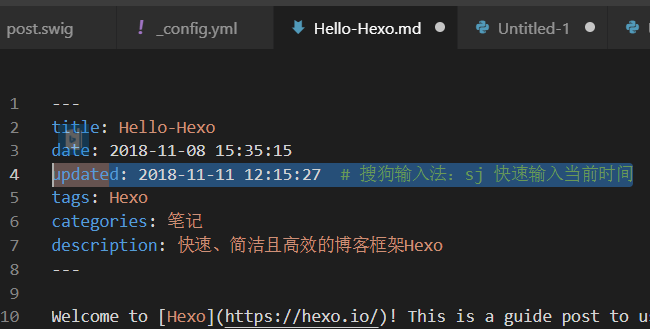 post.swig ! _config.yml Hello-Hexo.md Untitled-1
1 ---
2 title: Hello-Hexo
3 date: 2018-11-08 15:35:15
4 updated: 2018-11-11 12:15:27 # 搜狗输入法：sj 快速输入当前时间
5 tags: Hexo
6 categories: 笔记
7 description: 快速、简洁且高效的博客框架Hexo
8 ---
9
10 Welcome to [Hexo](https://hexo.io/)! This is a guide post to us